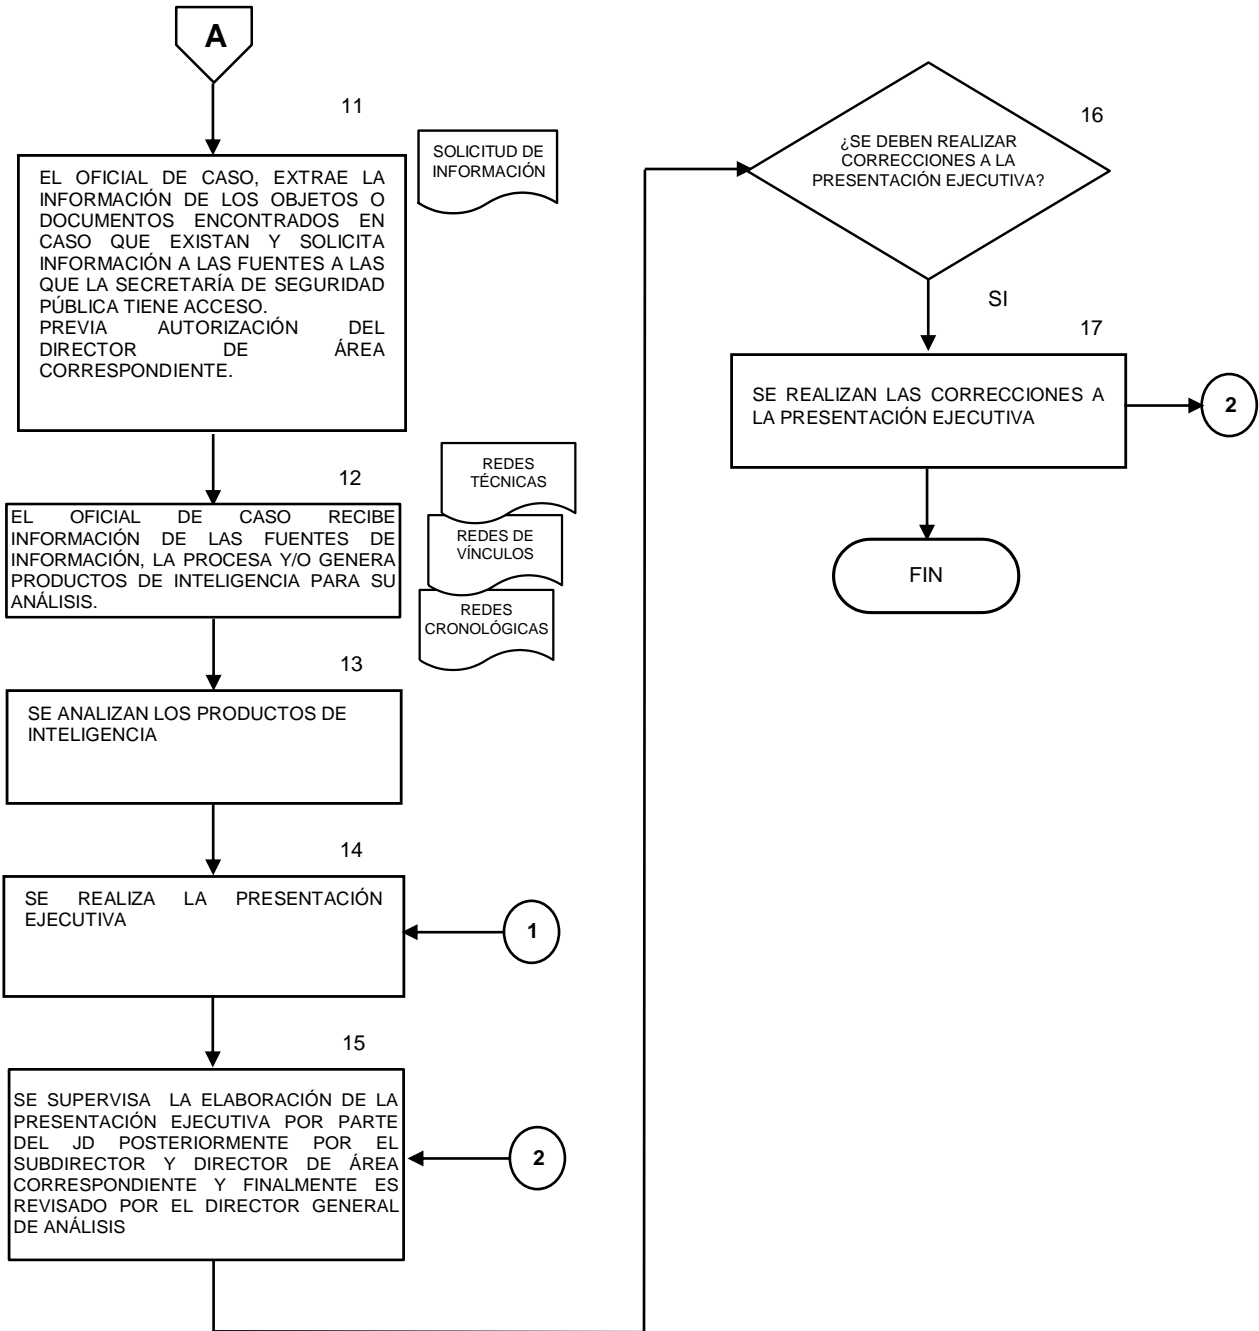 A
11
EL OFICIAL DE CASO, EXTRAE LA
INFORMACIÓN DE LOS OBJETOS O
DOCUMENTOS ENCONTRADOS EN
CASO QUE EXISTAN Y SOLICITA
INFORMACIÓN A LAS FUENTES A LAS
QUE LA SECRETARÍA DE SEGURIDAD
PÚBLICA TIENE ACCESO.
PREVIA AUTORIZACIÓN DEL
DIRECTOR DE ÁREA
CORRESPONDIENTE.
SOLICITUD DE
INFORMACIÓN
12
EL OFICIAL DE CASO RECIBE
INFORMACIÓN DE LAS FUENTES DE
INFORMACIÓN, LA PROCESA Y/O GENERA
PRODUCTOS DE INTELIGENCIA PARA SU
ANÁLISIS.
REDES
TÉCNICAS
REDES DE
VÍNCULOS
REDES
CRONOLÓGICAS
13
SE ANALIZAN LOS PRODUCTOS DE
INTELIGENCIA
14
SE REALIZA LA PRESENTACIÓN
EJECUTIVA
1
15
SE SUPERVISA LA ELABORACIÓN DE LA
PRESENTACIÓN EJECUTIVA POR PARTE
DEL JD POSTERIORMENTE POR EL
SUBDIRECTOR Y DIRECTOR DE ÁREA
CORRESPONDIENTE Y FINALMENTE ES
REVISADO POR EL DIRECTOR GENERAL
DE ANÁLISIS
2
16
¿SE DEBEN REALIZAR
CORRECCIONES A LA
PRESENTACIÓN EJECUTIVA?
SI
17
SE REALIZAN LAS CORRECCIONES A
LA PRESENTACIÓN EJECUTIVA
2
FIN